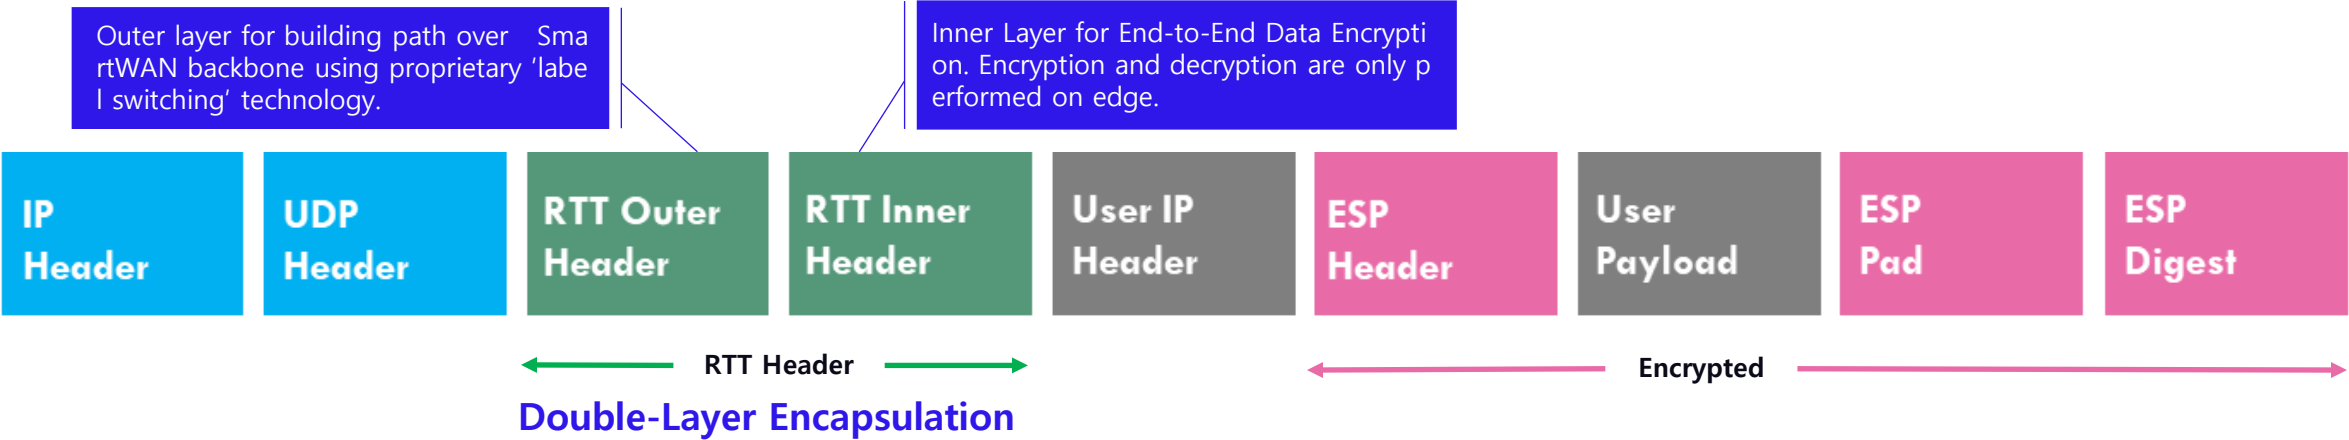 Outer layer for building path over   Sma
rtWAN backbone using proprietary ‘labe
l switching’ technology.
Inner Layer for End-to-End Data Encrypti
on. Encryption and decryption are only p
erformed on edge.
IP
Header
UDP
Header
RTT Outer
Header
RTT Inner
Header
User IP
Header
ESP
Header
User
Payload
ESP
Pad
ESP
Digest
RTT Header
Encrypted
Double-Layer Encapsulation